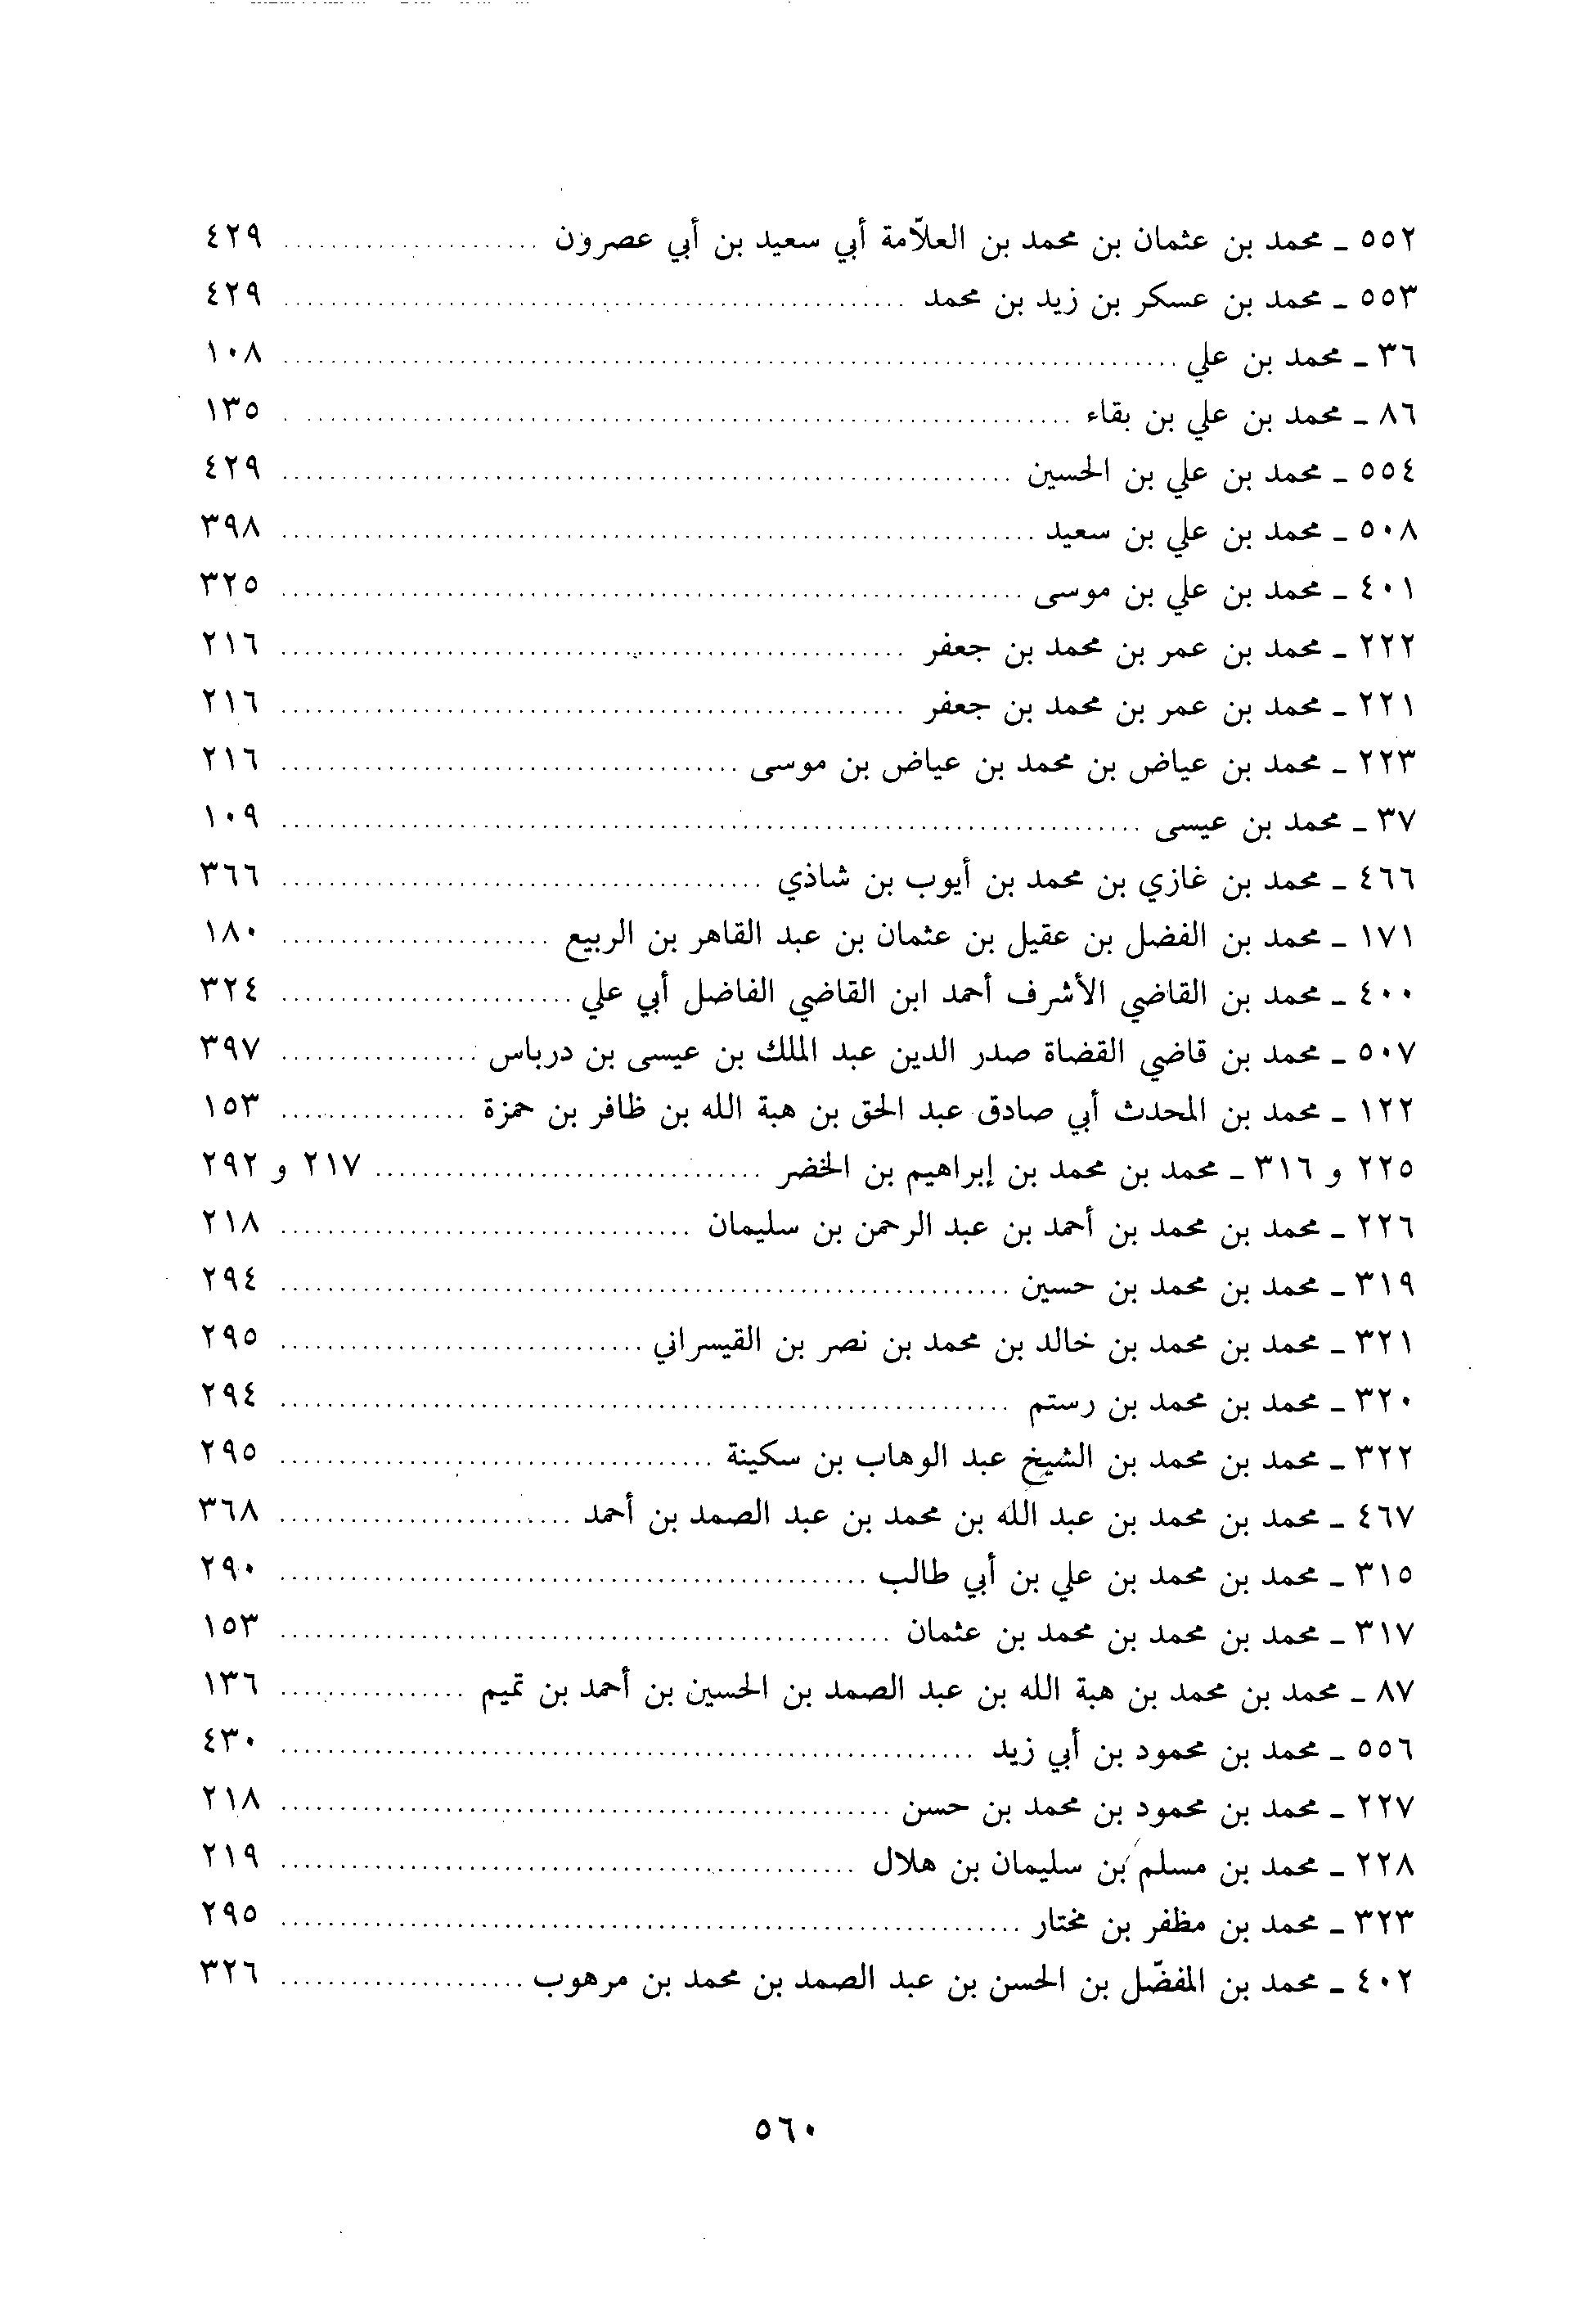 ٥٥٢ ـ محمد بن عثمان بن محمد بن العلاّمة أبي سعيد بن أبي عصرون ..................... ٤٢٩
٥٥٣ ـ محمد بن عسكر بن زيد بن محمد ..................... ٤٢٩
٣٦ ـ محمد بن علي ..................... ١٠٨
٨٦ ـ محمد بن علي بن بقاء ..................... ١٣٥
٥٥٤ ـ محمد بن علي بن الحسين ..................... ٤٢٩
٥٠٨ ـ محمد بن علي بن سعيد ..................... ٣٩٨
٤٠١ ـ محمد بن علي بن موسى ..................... ٣٢٥
٢٢٢ ـ محمد بن عمر بن محمد بن جعفر ..................... ٢١٦
٢٢١ ـ محمد بن عمر بن محمد بن جعفر ..................... ٢١٦
٢٢٣ ـ محمد بن عياض بن محمد بن عياض بن موسى ..................... ٢١٦
٣٧ ـ محمد بن عيسى ..................... ١٠٩
٤٦٦ ـ محمد بن غازي بن محمد بن أيوب بن شاذي ..................... ٣٦٦
١٧١ ـ محمد بن الفضل بن عقيل بن عثمان بن عبد القاهر بن الربيع ..................... ١٨٠
٤٠٠ ـ محمد بن القاضي الأشرف أحمد ابن القاضي الفاضل أبي علي ..................... ٣٢٤
٥٠٧ ـ محمد بن قاضي القضاة صدر الدين عبد الملك بن عيسى بن درباس ..................... ٣٩٧
١٢٢ ـ محمد بن المحدث أبي صادق عبد الحق بن هبة الله بن ظافر بن حمزة ..................... ١٥٣
٢٢٥ و ٣١٦ ـ محمد بن محمد بن إبراهيم بن الخضر ..................... ٢١٧ و ٢٩٢
٢٢٦ ـ محمد بن محمد بن أحمد بن عبد الرحمن بن سليمان ..................... ٢١٨
٣١٩ ـ محمد بن محمد بن حسين ..................... ٢٩٤
٣٢١ ـ محمد بن محمد بن خالد بن محمد بن نصر بن القيسراني ..................... ٢٩٥
٣٢٠ ـ محمد بن محمد بن رستم ..................... ٢٩٤
٣٢٢ ـ محمد بن محمد بن الشيخ عبد الوهاب بن سكينة ..................... ٢٩٥
٤٦٧ ـ محمد بن محمد بن عبد الله بن محمد بن عبد الصمد بن أحمد ..................... ٣٦٨
٣١٥ ـ محمد بن محمد بن علي بن أبي طالب ..................... ٢٩٠
٣١٧ ـ محمد بن محمد بن محمد بن عثمان ..................... ١٥٣
٨٧ ـ محمد بن محمد بن هبة الله بن عبد الصمد بن الحسين بن أحمد بن تميم ..................... ١٣٦
٥٥٦ ـ محمد بن محمود بن أبي زيد ..................... ٤٣٠
٢٢٧ ـ محمد بن محمود بن محمد بن حسن ..................... ٢١٨
٢٢٨ ـ محمد بن مسلم بن سليمان بن هلال ..................... ٢١٩
٣٢٣ ـ محمد بن مظفر بن مختار ..................... ٢٩٥
٤٠٢ ـ محمد بن المفضّل بن الحسن بن عبد الصمد بن محمد بن مرهوب ..................... ٣٢٦
٥٦٠